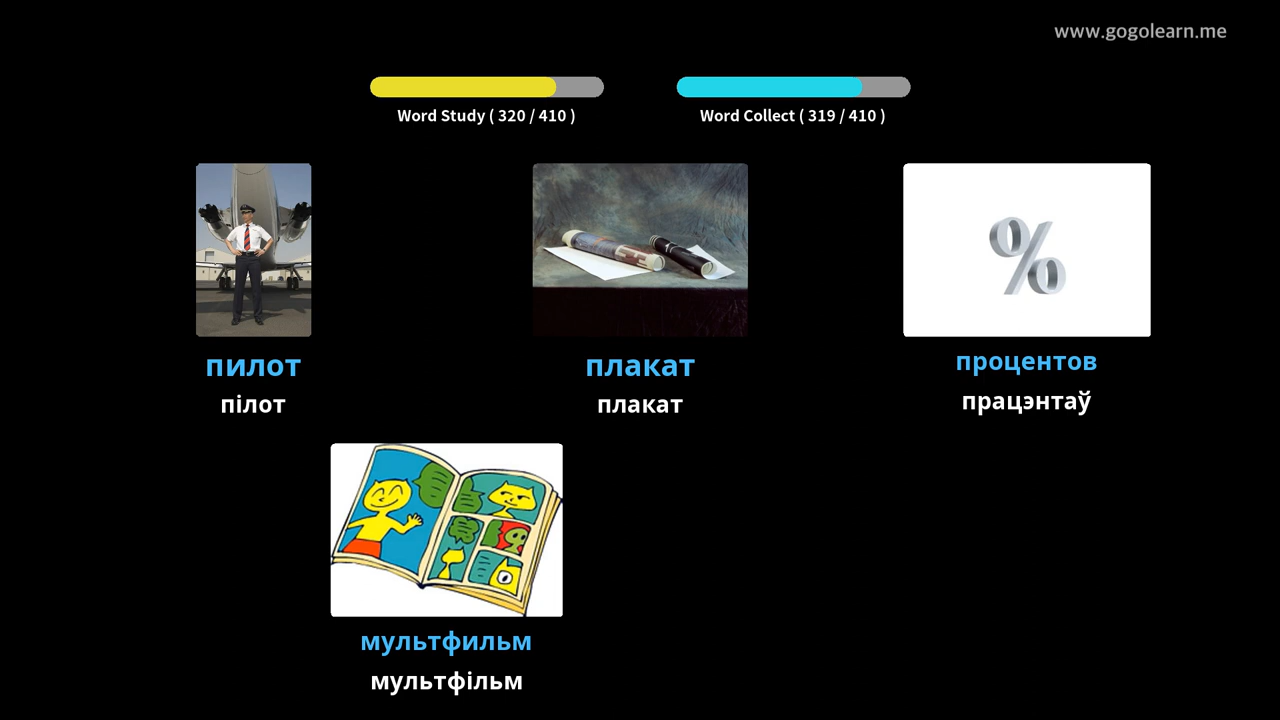 www.gogolearn.me
Word Study ( 320 / 410 )
Word Collect ( 319 / 410 )
пилот
пілот
плакат
плакат
процентов
працэнтаў
мультфильм
мультфільм